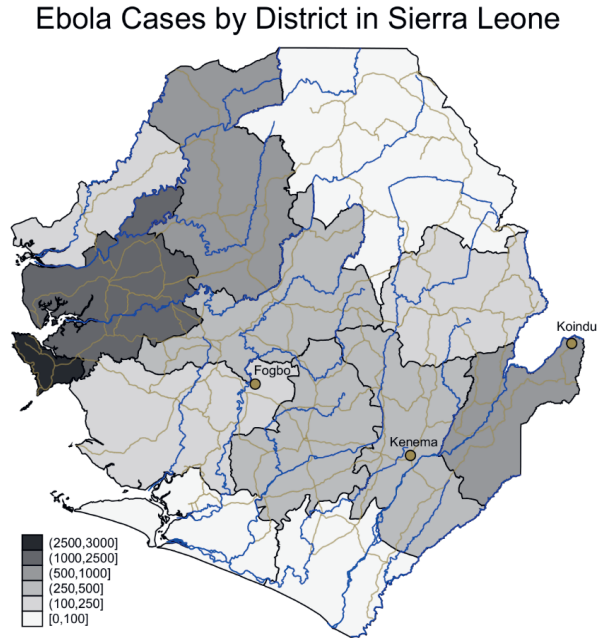 Ebola Cases by District in Sierra Leone
Koindu
Fogbo
Kenema
(2500,3000]
(1000,2500]
(500,1000]
(250,500]
(100,250]
[0,100]